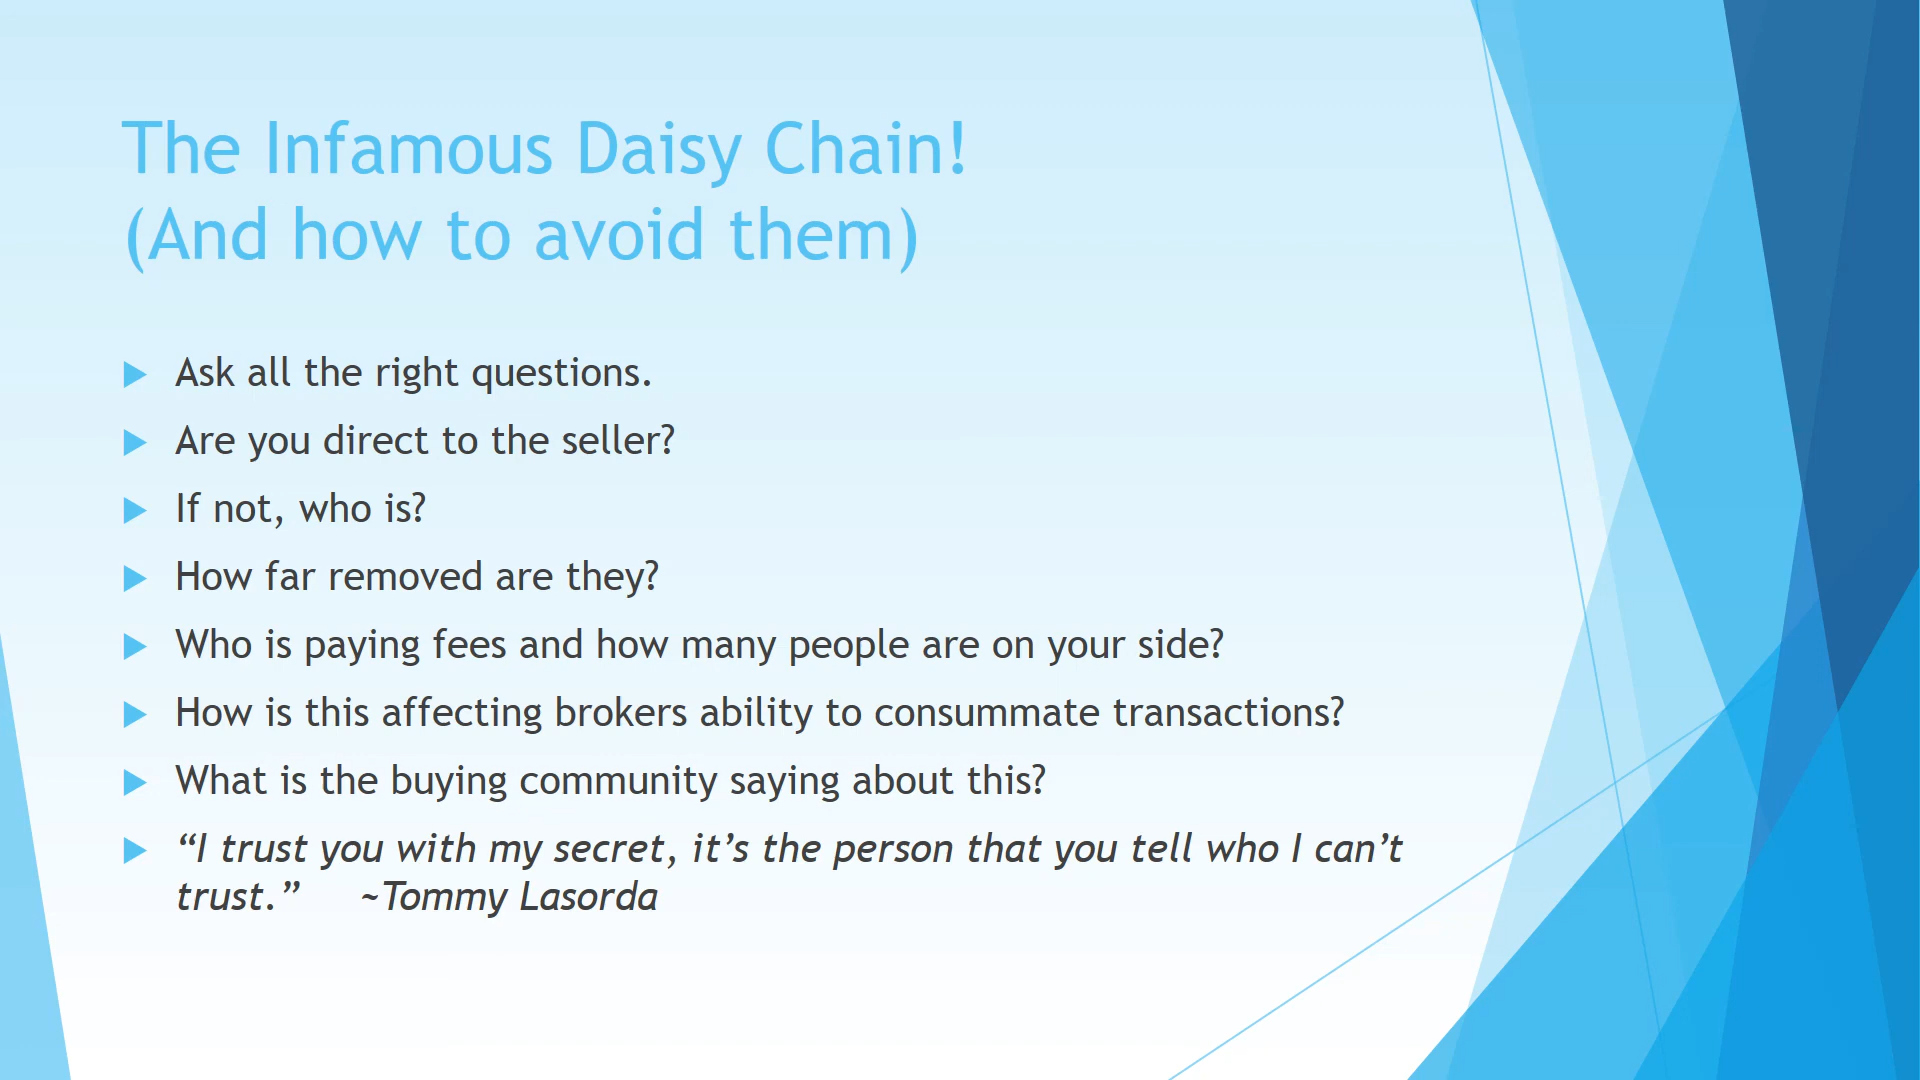 The Infamous Daisy Chain!
(And how to avoid them)
Ask all the right questions.
Are you direct to the seller?
If not, who is?
How far removed are they?
Who is paying fees and how many people are on your side?
How is this affecting brokers ability to consummate transactions?
What is the buying community saying about this?
“I trust you with my secret, it’s the person that you tell who I can’t
trust.” ~Tommy Lasorda